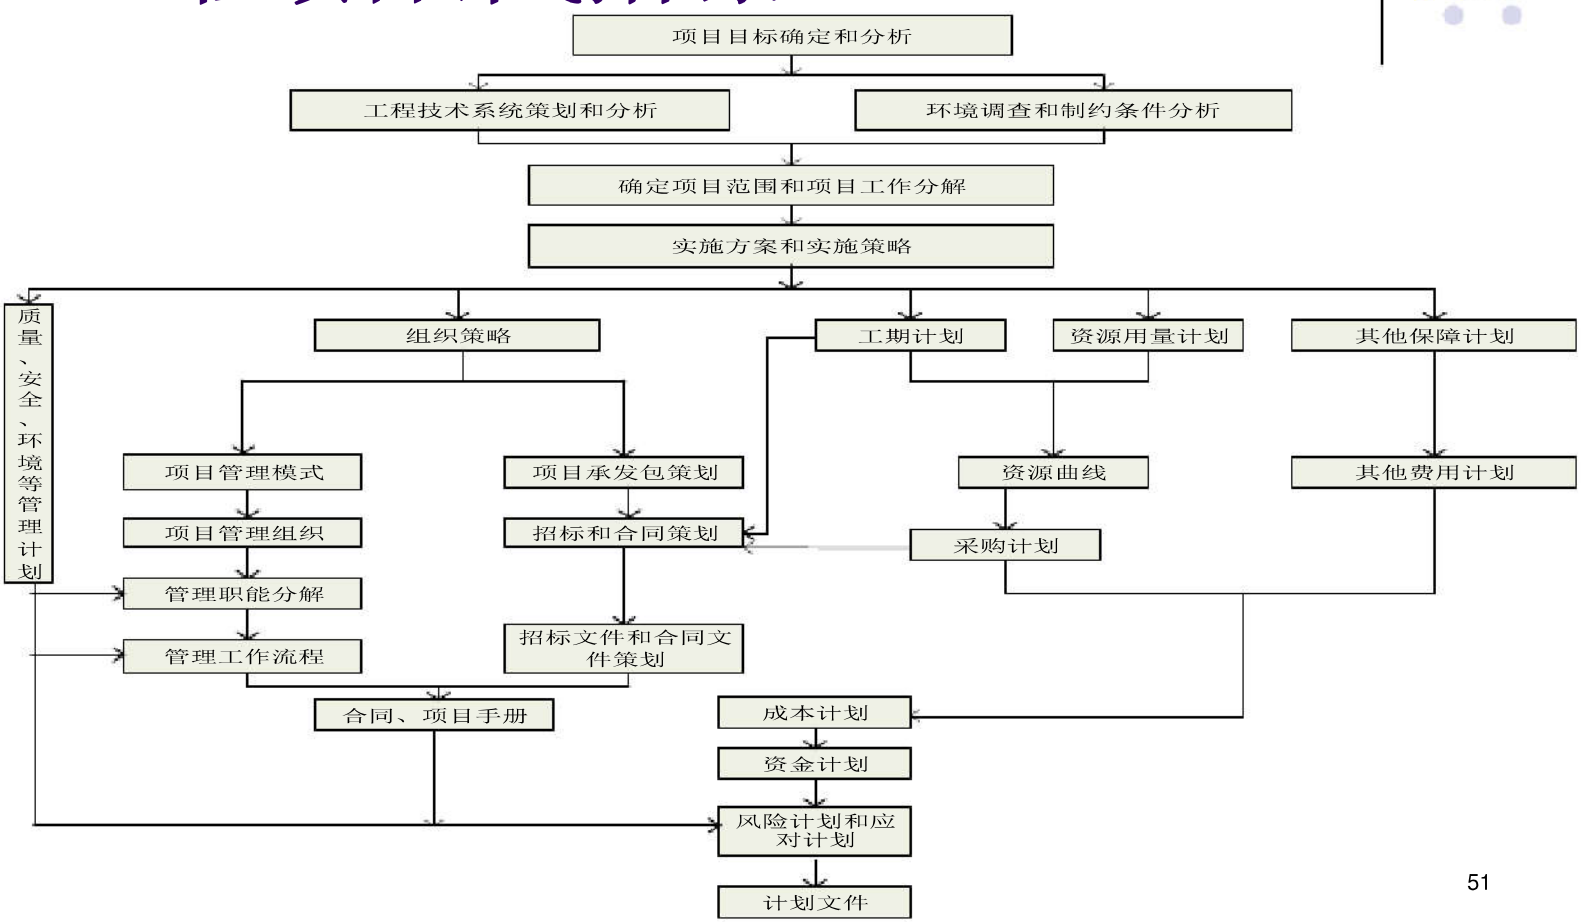 项目目标确定和分析
工程技术系统策划和分析
环境调查和制约条件分析
确定项目范围和项目工作分解
实施方案和实施策略
质量、安全、环境等管理计划
组织策略
工期计划
资源用量计划
其他保障计划
项目管理模式
项目承发包策划
资源曲线
其他费用计划
项目管理组织
招标和合同策划
采购计划
管理职能分解
管理工作流程
招标文件和合同文
件策划
合同、项目手册
成本计划
资金计划
风险计划和应
对计划
计划文件
51